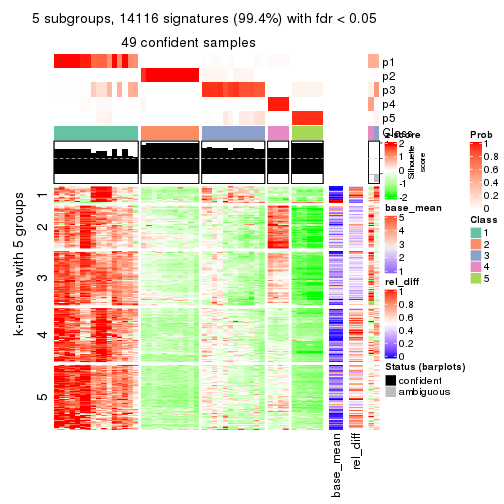 5 subgroups, 14116 signatures (99.4%) with fdr < 0.05
49 confident samples
p1
p2
p3
p4
p5
Class
Silhouette
score
1
2
3
4
5
k-means with 5 groups
base_mean
rel_diff
z-score
2
1
0
-1
-2
base_mean
5
4
3
2
1
rel_diff
1
0.8
0.6
0.4
0.2
0
Status (barplots)
confident
ambiguous
Prob
1
0.8
0.6
0.4
0.2
0
Class
1
2
3
4
5